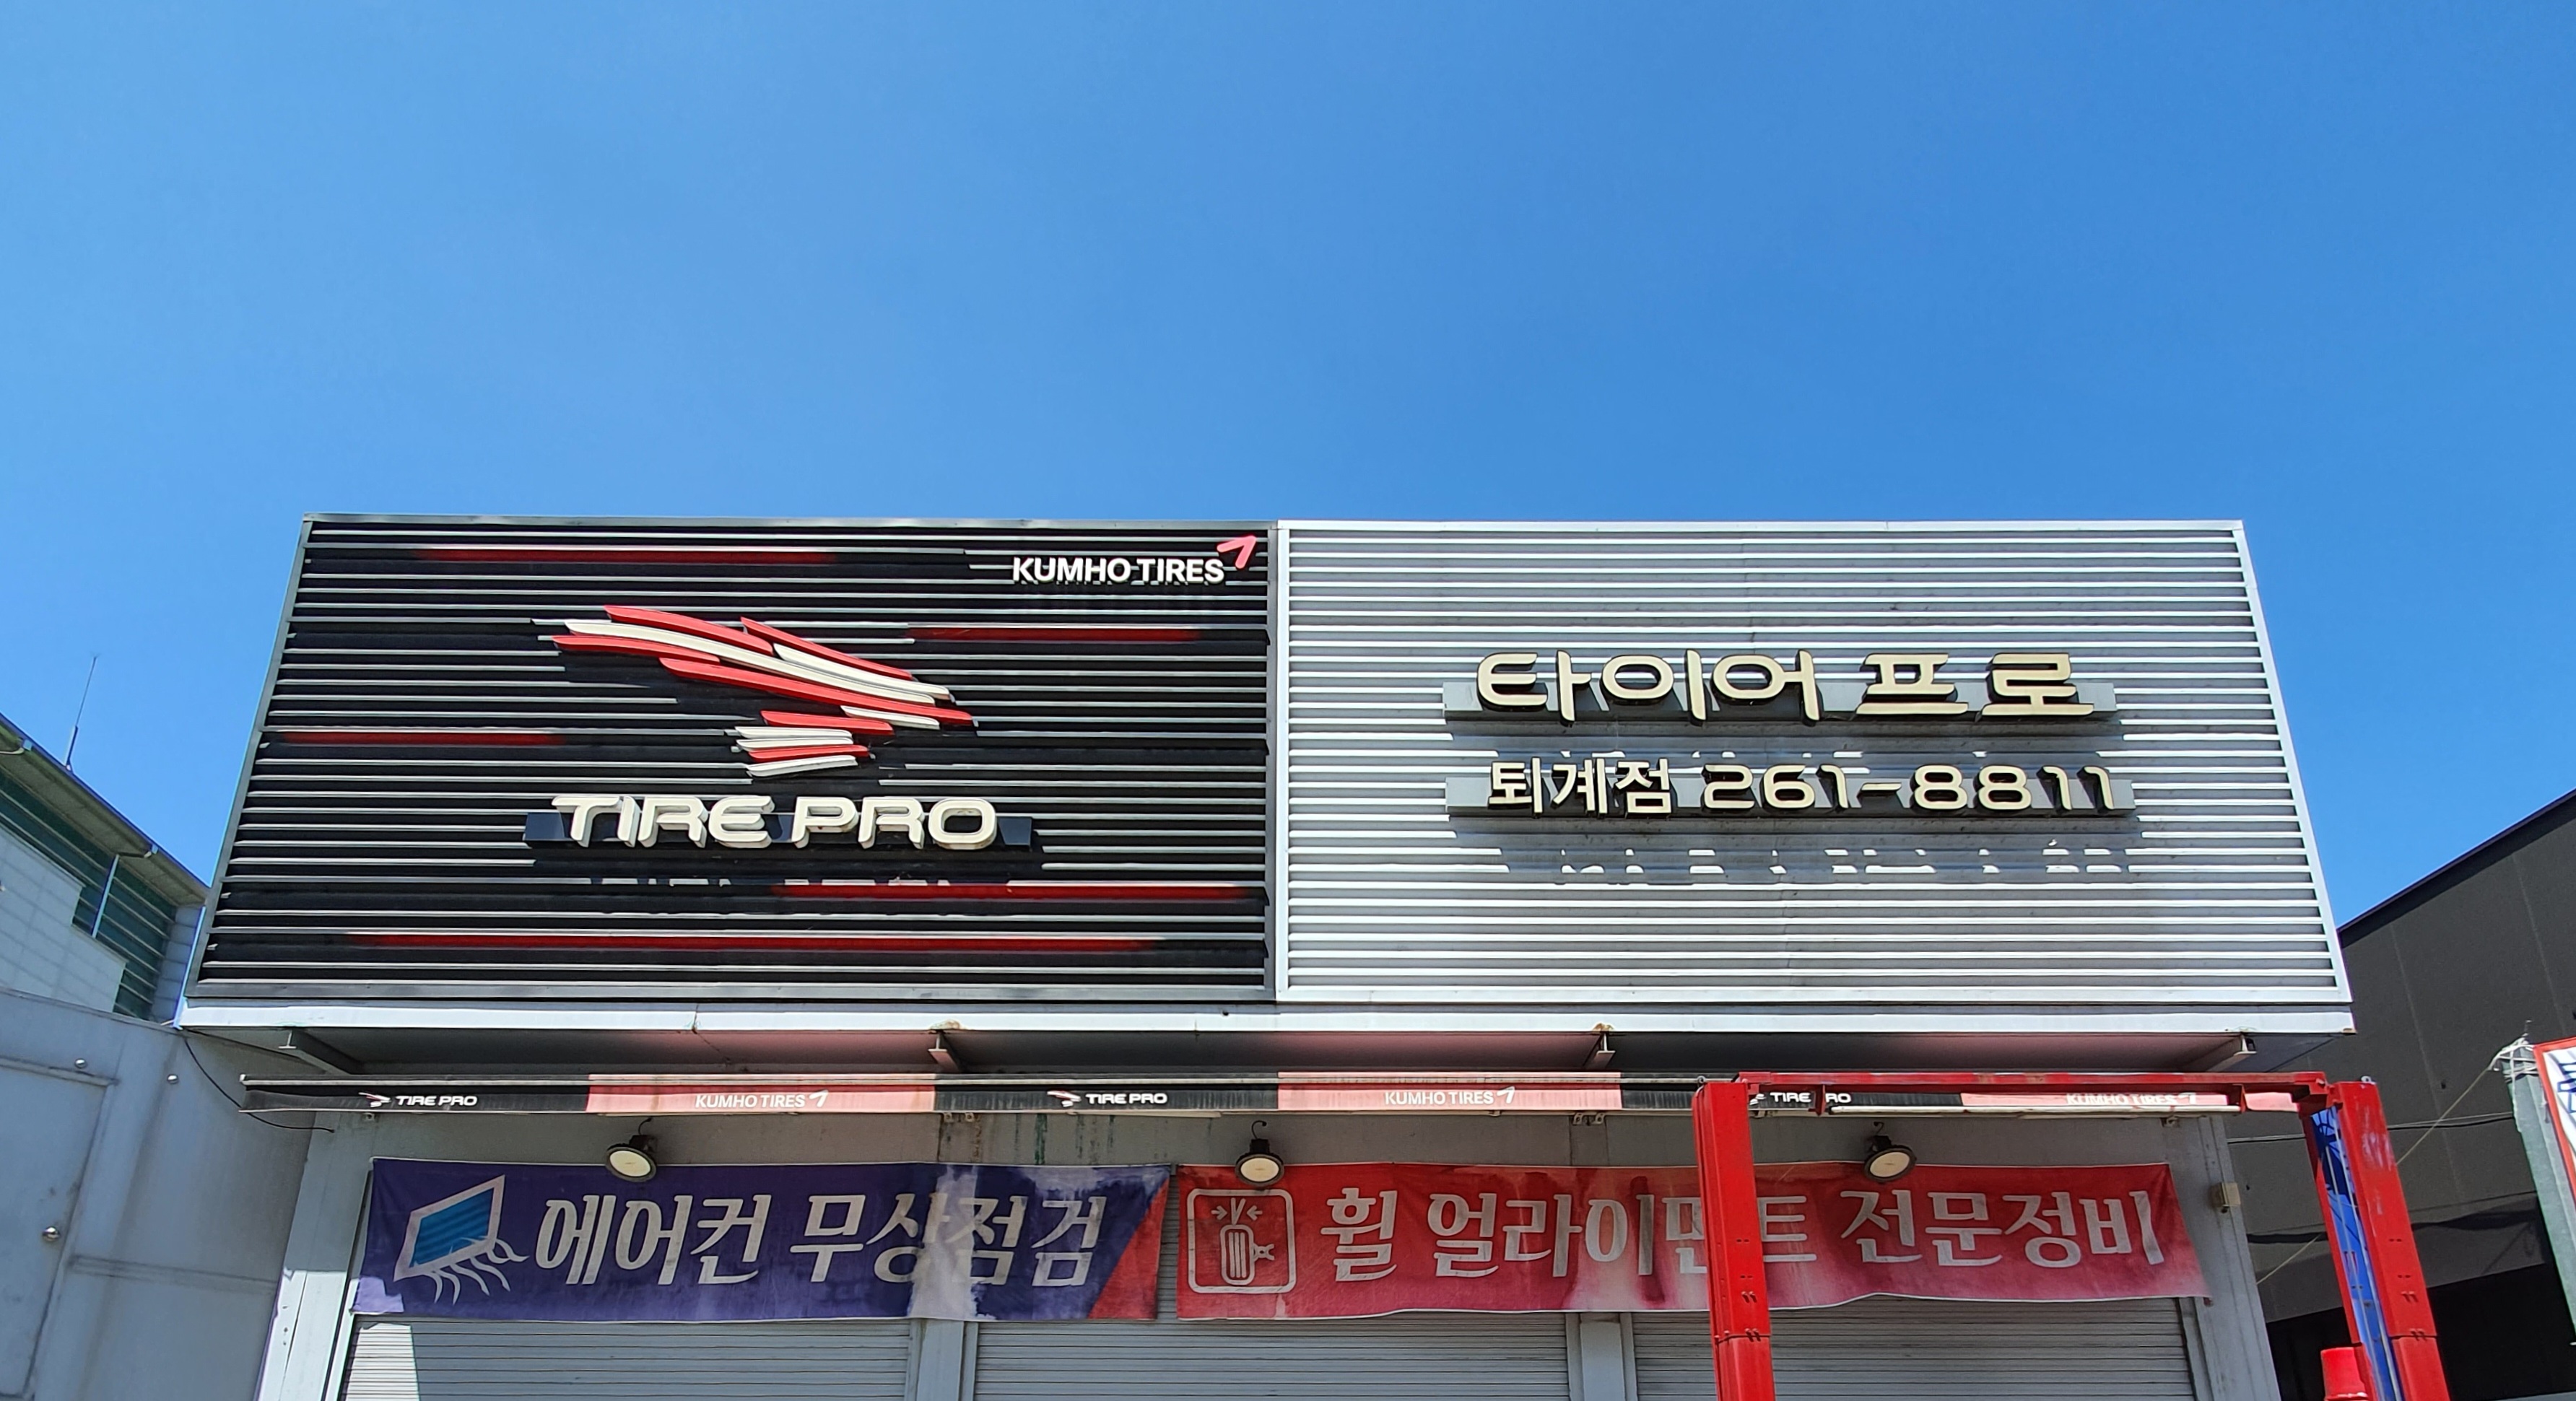 KUMHO TIRES
TIRE PRO
타이어 프로
퇴계점 261-8811
TIRE PRO KUMHO TIRES TIRE PRO KUMHO TIRES TIRE PRO KUMHO TIRES
에어컨 무상점검
휠 얼라이먼트 전문정비